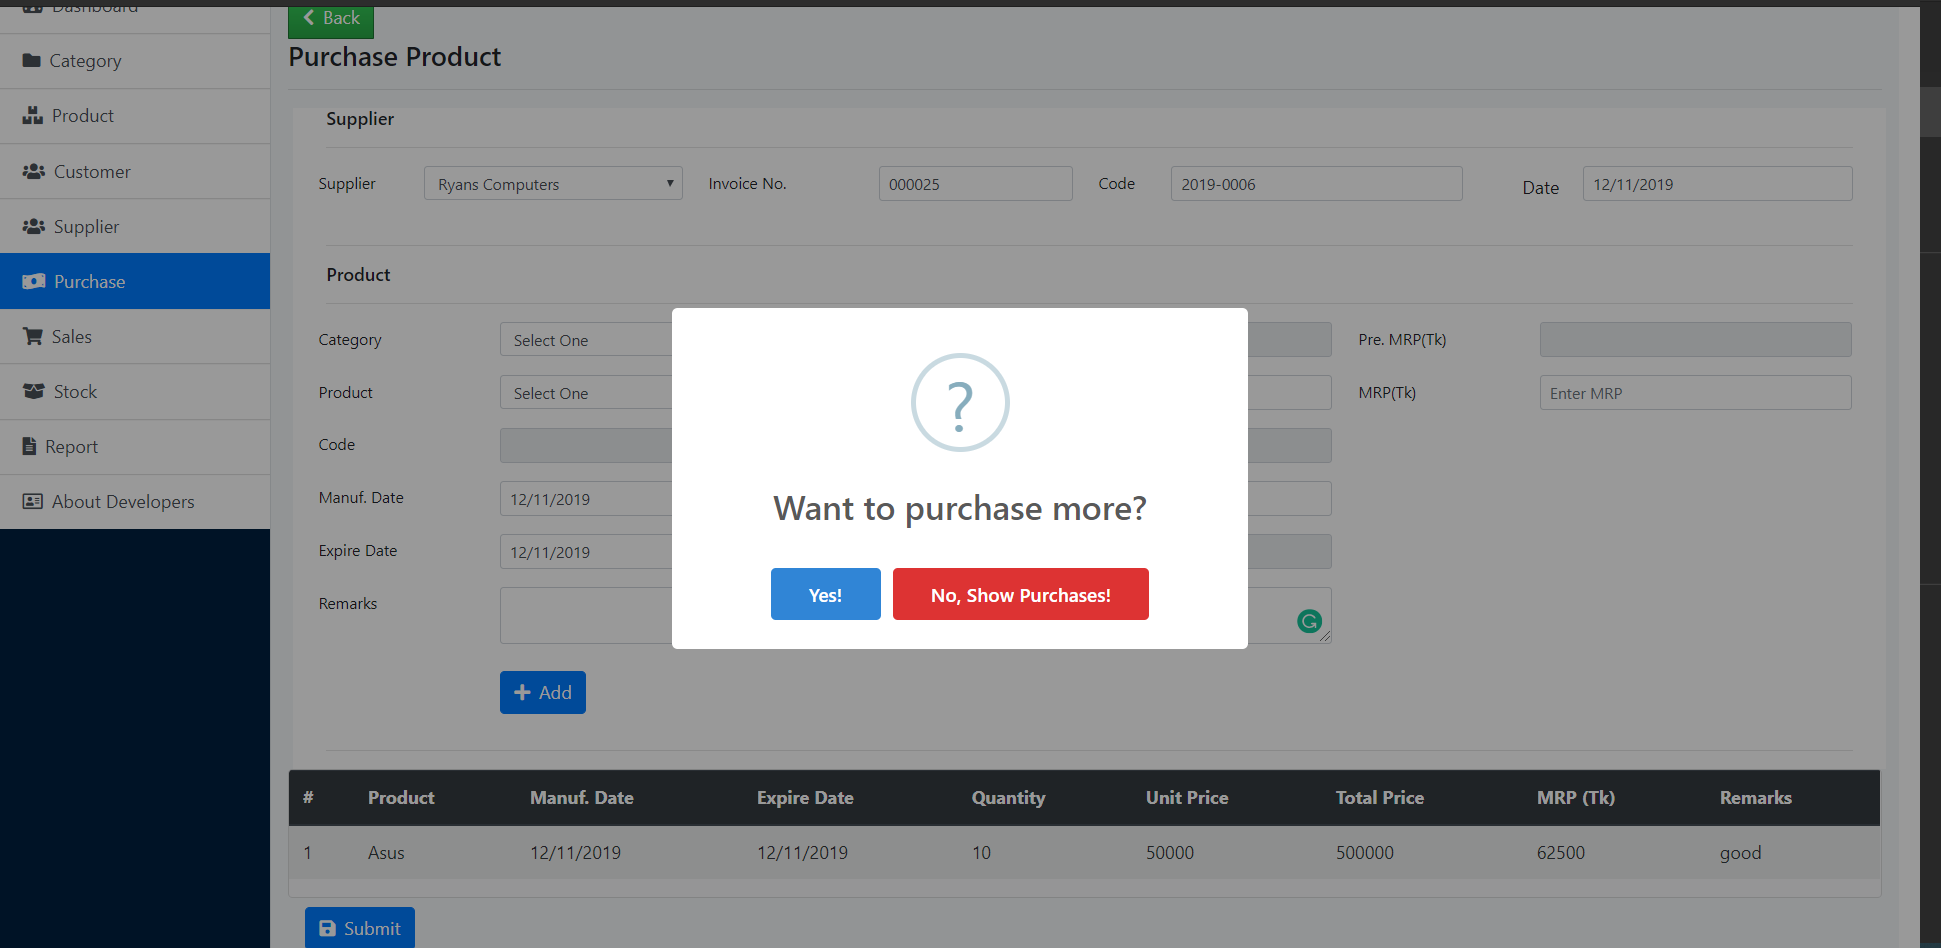 Dashboard
Category
Product
Customer
Supplier
Purchase
Sales
Stock
Report
About Developers
Back
Purchase Product
Supplier
Supplier Ryans Computers Invoice No. 000025 Code 2019-0006 Date 12/11/2019
Product
Category Select One Pre. MRP(Tk)
Product Select One MRP(Tk) Enter MRP
Code
Manuf. Date 12/11/2019
Expire Date 12/11/2019
Remarks
Add
?
Want to purchase more?
Yes! No, Show Purchases!
# Product Manuf. Date Expire Date Quantity Unit Price Total Price MRP (Tk) Remarks
1 Asus 12/11/2019 12/11/2019 10 50000 500000 62500 good
Submit